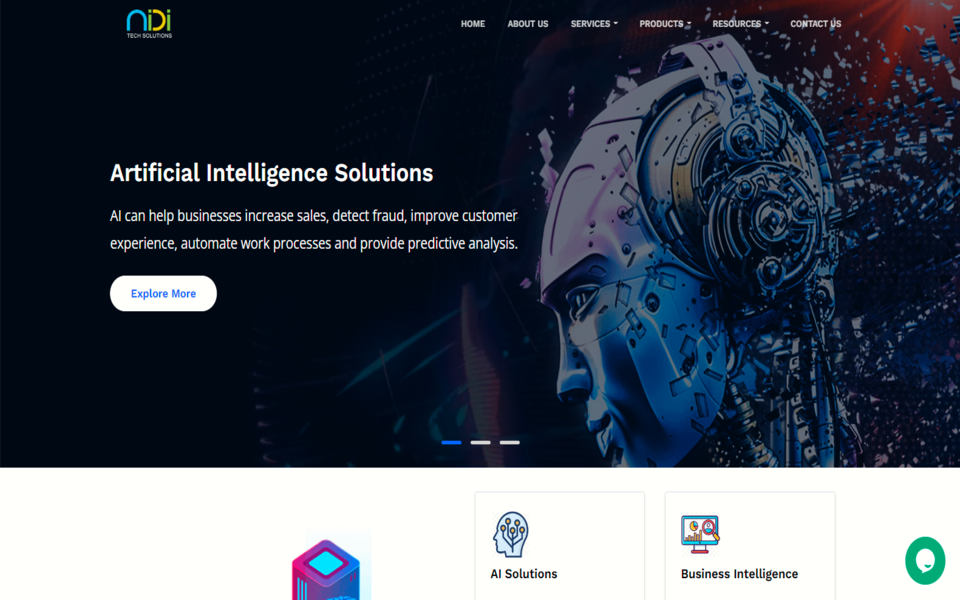 NiDi
TECH SOLUTIONS
HOME ABOUT US SERVICES PRODUCTS RESOURCES CONTACT US
Artificial Intelligence Solutions
AI can help businesses increase sales, detect fraud, improve customer
experience, automate work processes and provide predictive analysis.
Explore More
AI Solutions
Business Intelligence